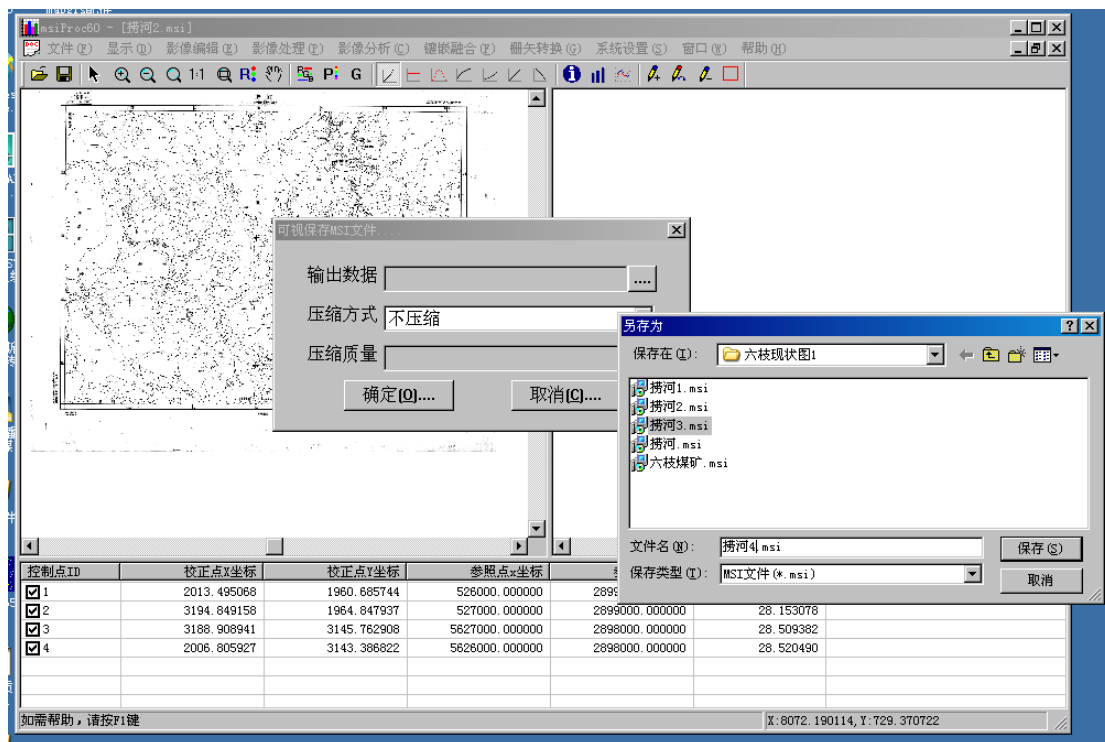 msiProc60 - [捞河2.msi]
文件(F) 显示(D) 影像编辑(E) 影像处理(P) 影像分析(C) 镶嵌融合(F) 栅矢转换(G) 系统设置(S) 窗口(W) 帮助(H)
1:1 R P G
可视保存MSI文件....
输出数据 ....
压缩方式 不压缩
压缩质量
确定[O].... 取消[C]....
另存为
保存在(I): 六枝现状图1
捞河1.msi
捞河2.msi
捞河3.msi
捞河.msi
六枝煤矿.msi
文件名(N): 捞河4.msi 保存(S)
保存类型(T): MSI文件(*.msi) 取消
控制点ID 校正点X坐标 校正点Y坐标 参照点x坐标
1 2013.495068 1960.685744 526000.000000 2899
2 3194.849158 1964.847937 527000.000000 2899000.000000 28.153078
3 3188.908941 3145.762908 5627000.000000 2898000.000000 28.509382
4 2006.805927 3143.386822 5626000.000000 2898000.000000 28.520490
如需帮助，请按F1键 X:8072.190114,Y:729.370722